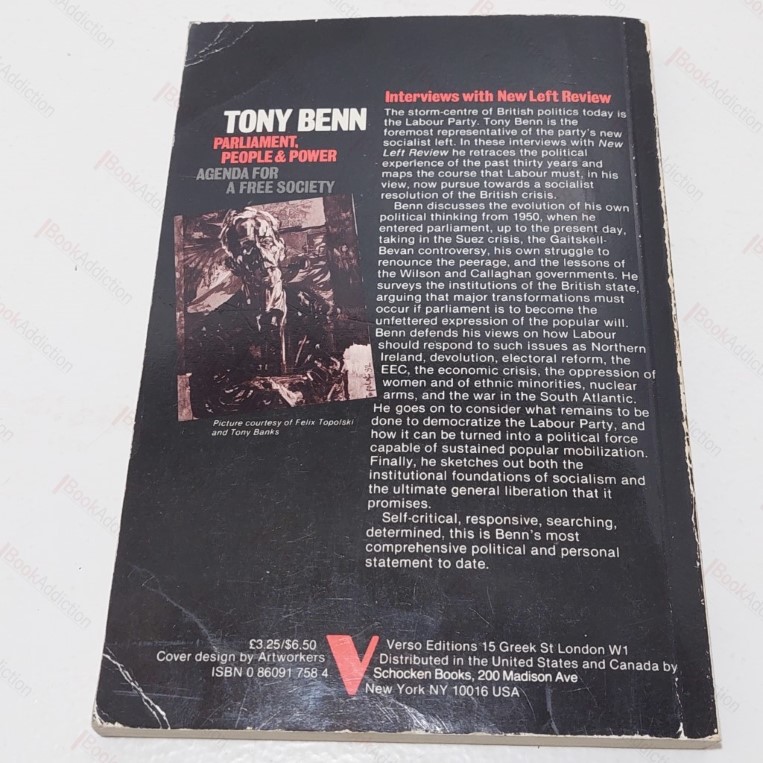 TONY BENN
PARLIAMENT,
PEOPLE & POWER
AGENDA FOR
A FREE SOCIETY
Picture courtesy of Felix Topolski
and Tony Banks
Interviews with New Left Review
The storm-centre of British politics today is
the Labour Party. Tony Benn is the
foremost representative of the party's new
socialist left. In these interviews with New
Left Review he retraces the political
experience of the past thirty years and
maps the course that Labour must, in his
view, now pursue towards a socialist
resolution of the British crisis.
Benn discusses the evolution of his own
political thinking from 1950, when he
entered parliament, up to the present day,
taking in the Suez crisis, the Gaitskell-
Bevan controversy, his own struggle to
renounce the peerage, and the lessons of
the Wilson and Callaghan governments. He
surveys the institutions of the British state,
arguing that major transformations must
occur if parliament is to become the
unfettered expression of the popular will.
Benn defends his views on how Labour
should respond to such issues as Northern
Ireland, devolution, electoral reform, the
EEC, the economic crisis, the oppression of
women and of ethnic minorities, nuclear
arms, and the war in the South Atlantic.
He goes on to consider what remains to be
done to democratize the Labour Party, and
how it can be turned into a political force
capable of sustained popular mobilization.
Finally, he sketches out both the
institutional foundations of socialism and
the ultimate general liberation that it
promises.
Self-critical, responsive, searching,
determined, this is Benn's most
comprehensive political and personal
statement to date.
£3.25/$6.50
Cover design by Artworkers
ISBN 0 86091 758 4
V
Verso Editions 15 Greek St London W1
Distributed in the United States and Canada by
Schocken Books, 200 Madison Ave
New York NY 10016 USA
BookAddiction